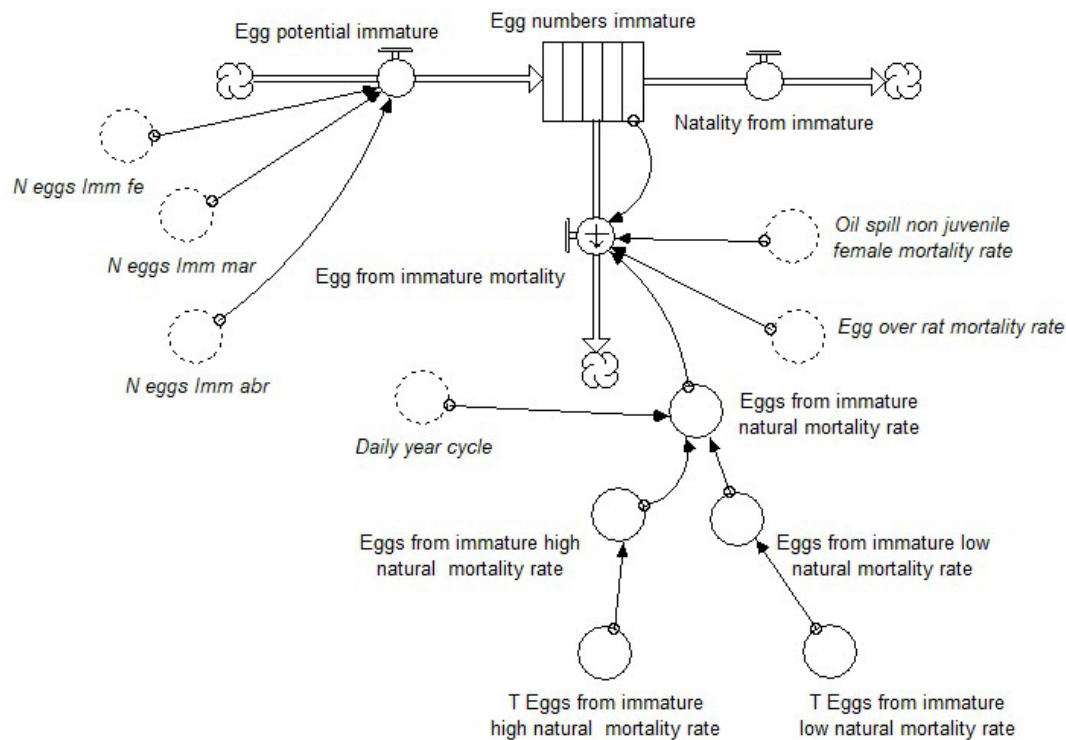 Egg numbers immature
Egg potential immature
Natality from immature
N eggs Imm fe
N eggs Imm mar
Oil spill non juvenile
female mortality rate
Egg from immature mortality
Egg over rat mortality rate
N eggs Imm abr
Eggs from immature
natural mortality rate
Daily year cycle
Eggs from immature high
natural mortality rate
Eggs from immature low
natural mortality rate
T Eggs from immature
high natural mortality rate
T Eggs from immature
low natural mortality rate